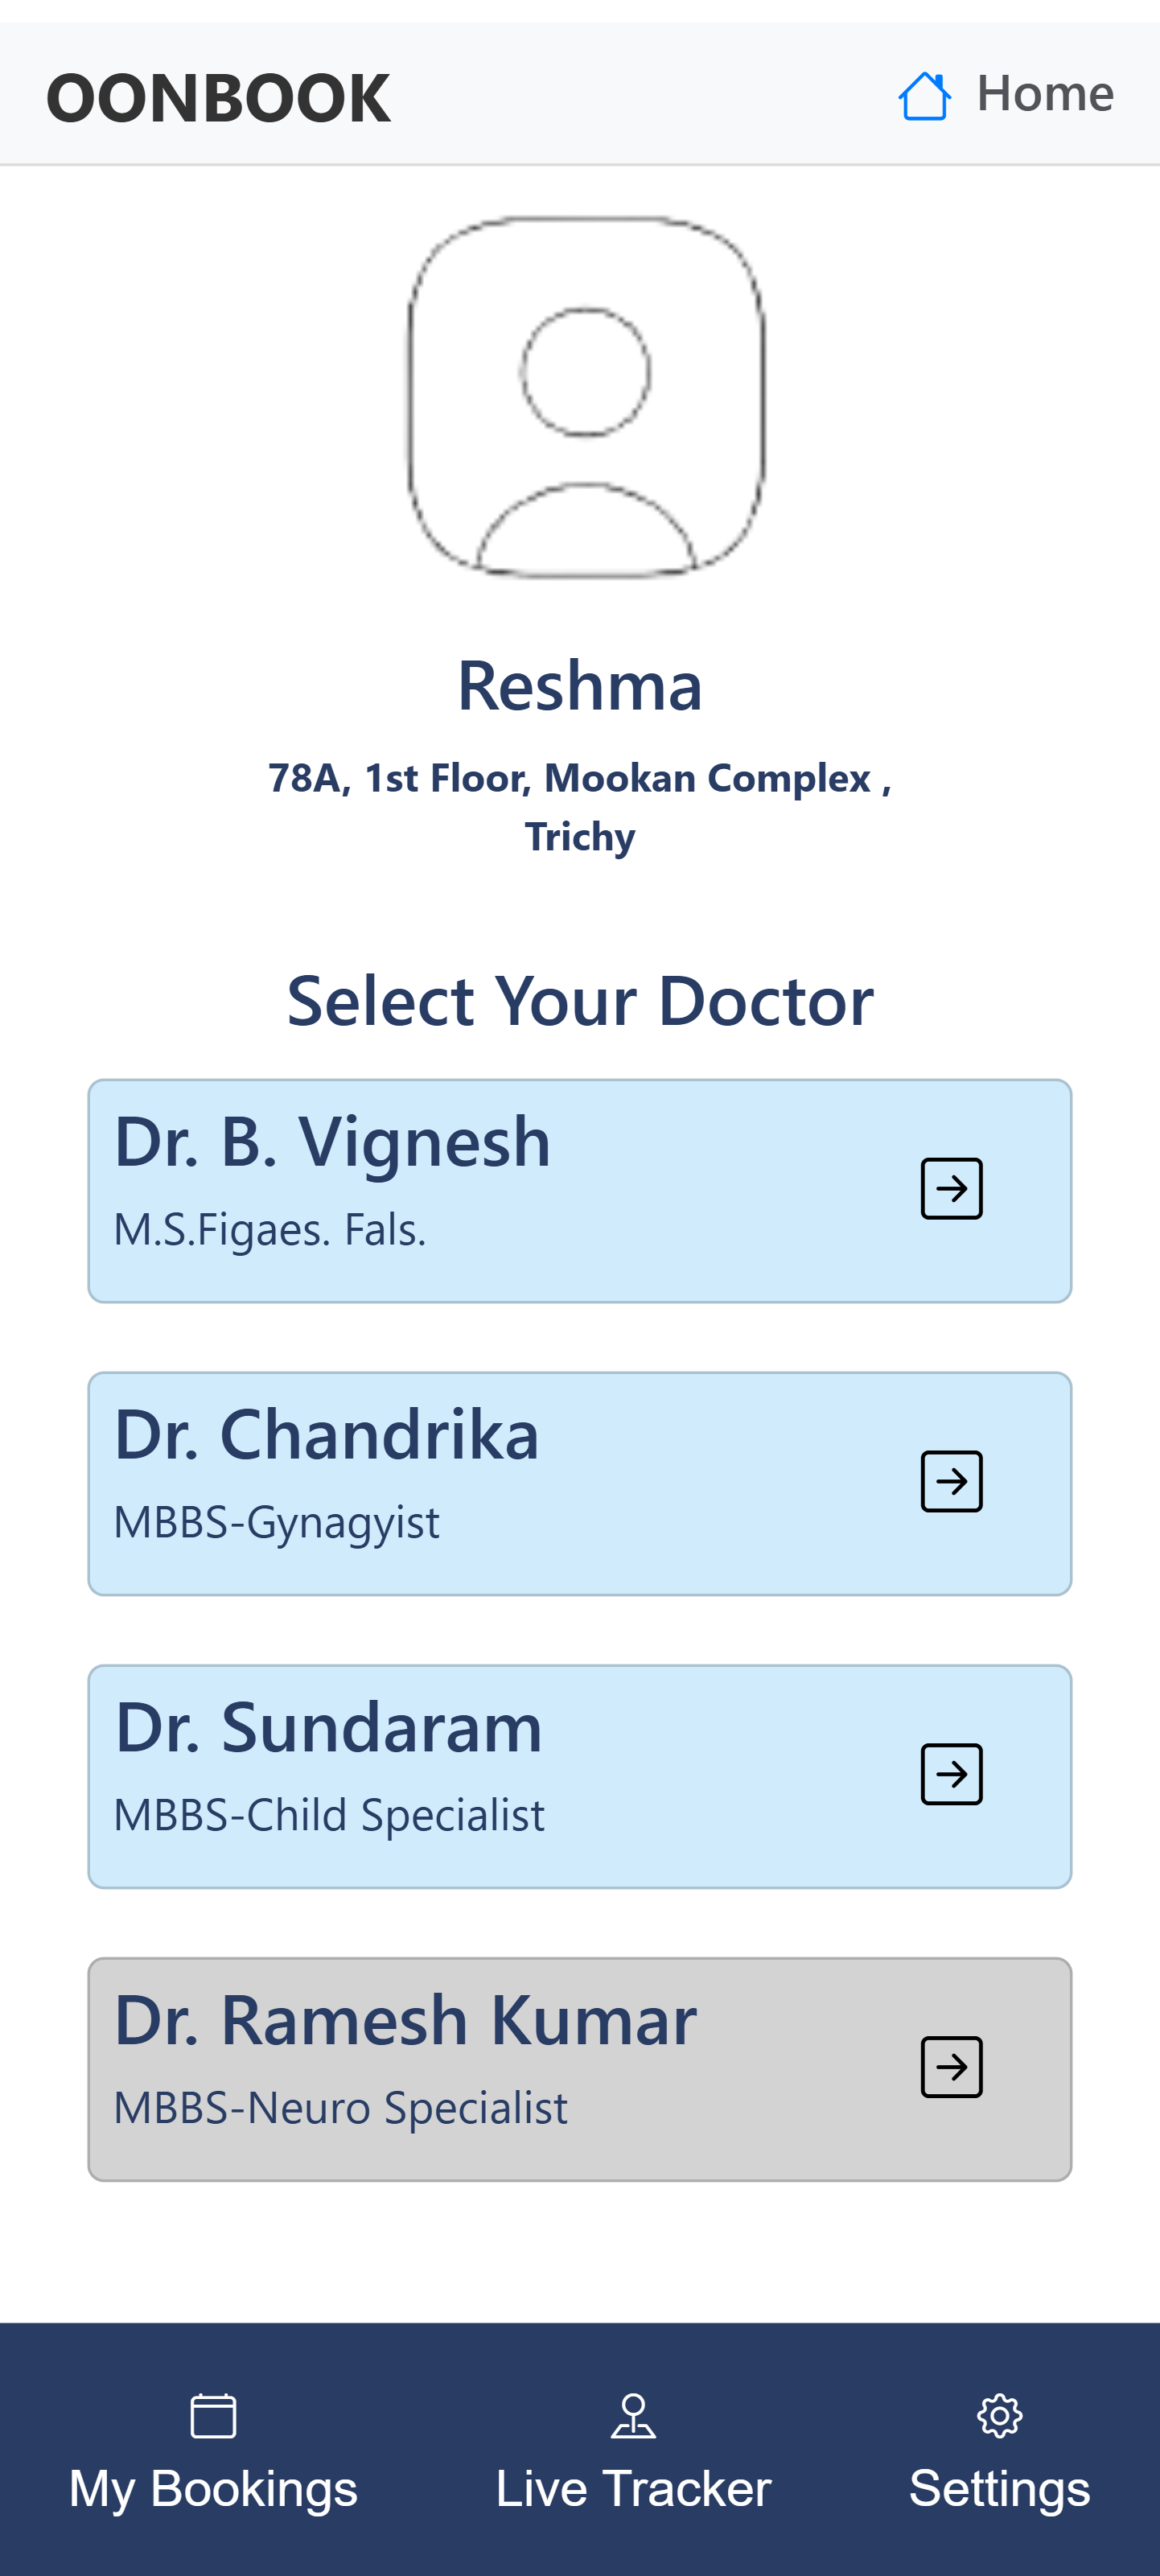 OONBOOK
Home
Reshma
78A, 1st Floor, Mookan Complex ,
Trichy
Select Your Doctor
Dr. B. Vignesh
M.S.Figaes. Fals.
Dr. Chandrika
MBBS-Gynagyist
Dr. Sundaram
MBBS-Child Specialist
Dr. Ramesh Kumar
MBBS-Neuro Specialist
My Bookings
Live Tracker
Settings